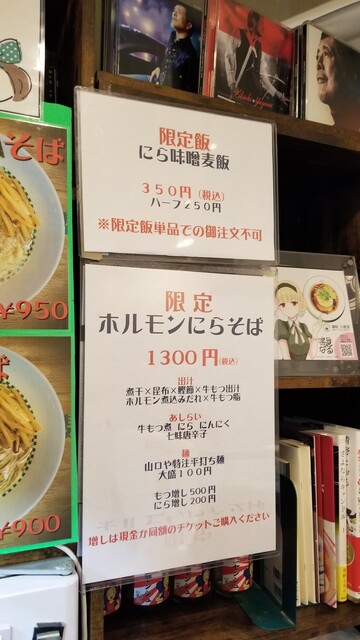 限定飯
にら味噌麦飯
350円(税込)
ハーフ250円
※限定飯単品での御注文不可
限定
ホルモンにらそば
1300円(税込)
出汁
煮干×昆布×鰹節×牛もつ出汁
ホルモン煮込みだれ×牛もつ脂
あしらい
牛もつ煮 にら にんにく
七味唐辛子
麺
山口や特注平打ち麺
大盛100円
もつ増し500円
にら増し200円
増しは現金か同額のチケットご購入ください
そば
¥950
そば
¥900